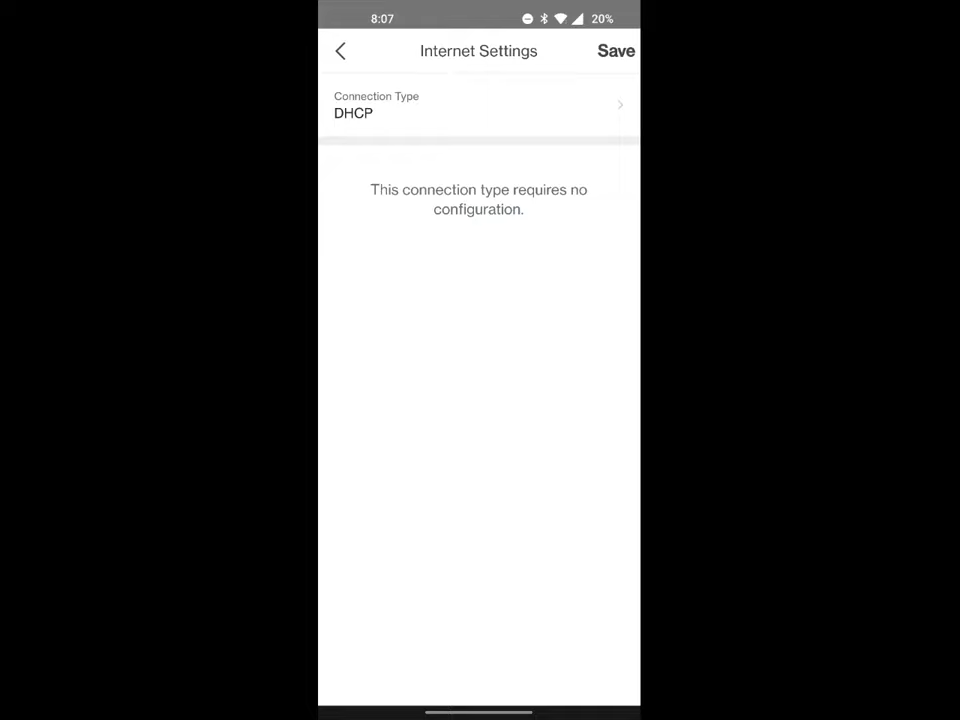 8:07
20%
Internet Settings
Save
Connection Type
DHCP
This connection type requires no
configuration.